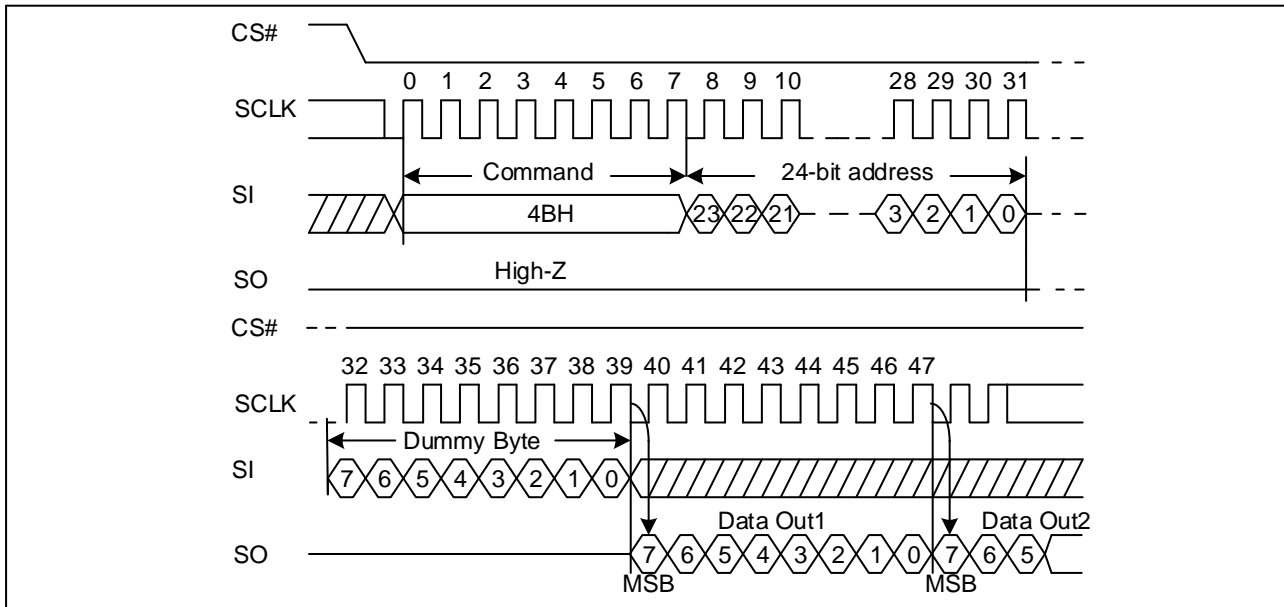 CS#
0 1 2 3 4 5 6 7 8 9 10 28 29 30 31
SCLK
Command 24-bit address
SI
4BH 23 22 21 3 2 1 0
High-Z
SO
CS#
32 33 34 35 36 37 38 39 40 41 42 43 44 45 46 47
SCLK
Dummy Byte
SI
7 6 5 4 3 2 1 0
Data Out1 Data Out2
SO
7 6 5 4 3 2 1 0 7 6 5
MSB MSB